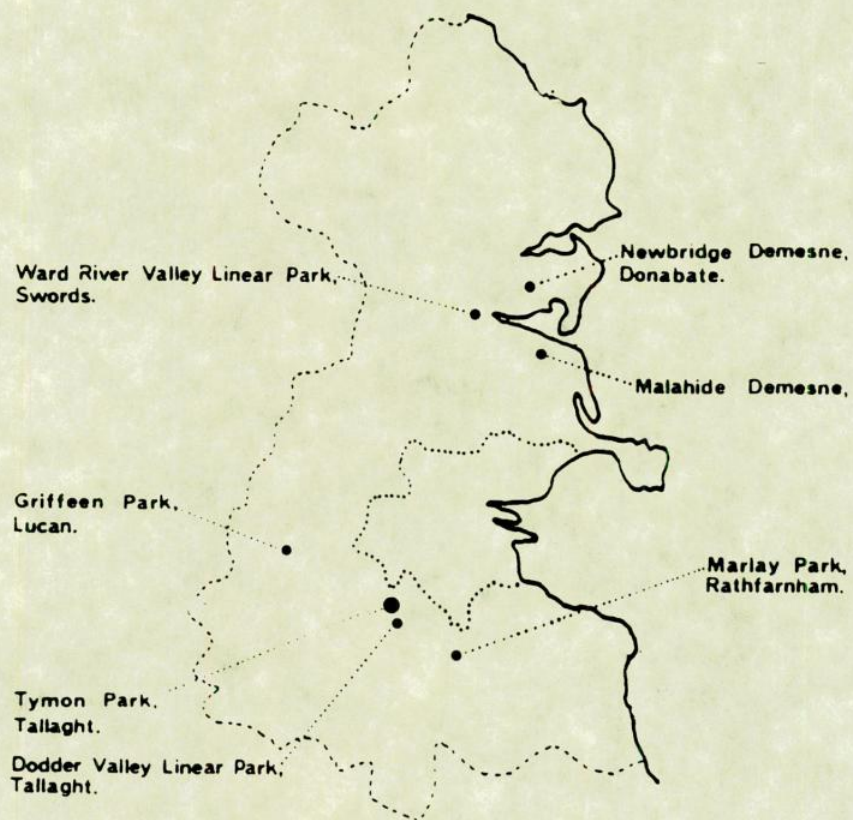 Newbridge Demesne,
Donabate.
Ward River Valley Linear Park,
Swords.
Malahide Demesne,
Griffeen Park,
Lucan.
Marlay Park,
Rathfarnham.
Tymon Park,
Tallaght.
Dodder Valley Linear Park,
Tallaght.